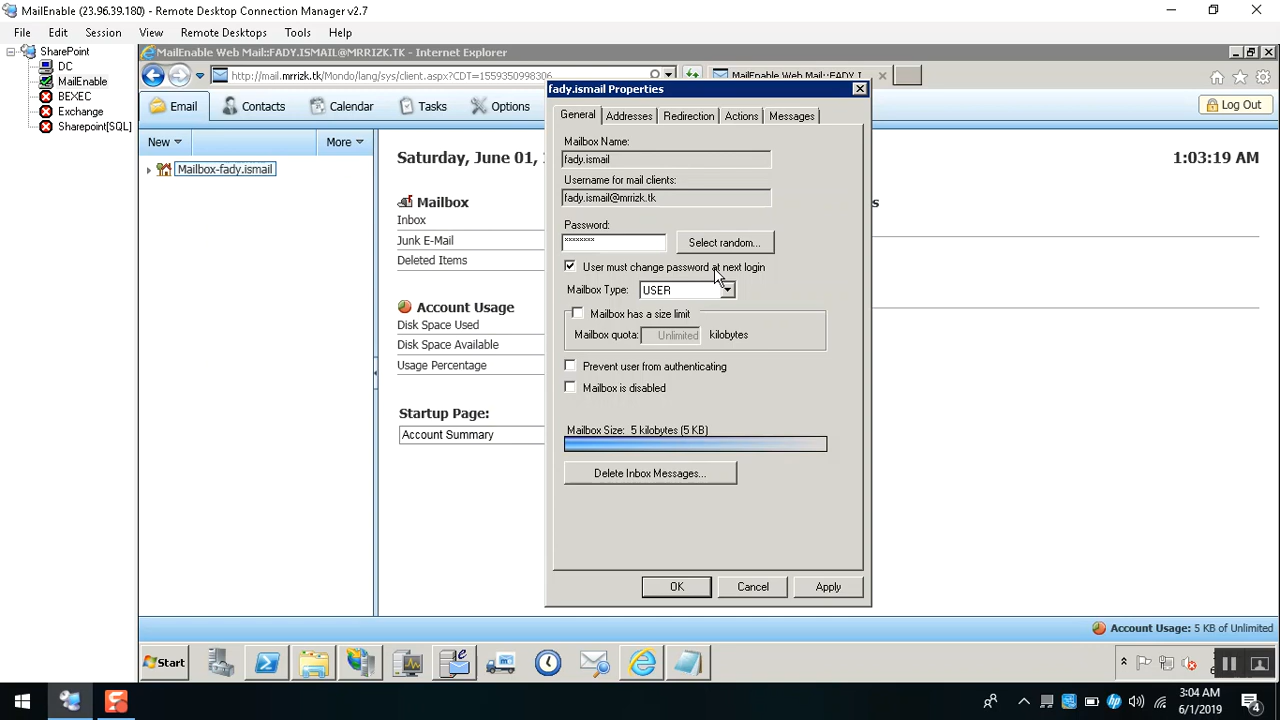 MailEnable (23.96.39.180) - Remote Desktop Connection Manager v2.7
File Edit Session View Remote Desktops Tools Help
SharePoint
DC
MailEnable
BEXEC
Exchange
Sharepoint[SQL]
MailEnable Web Mail::FADY.ISMAIL@MRRIZK.TK - Internet Explorer
http://mail.mrrizk.tk/Mondo/lang/sys/client.aspx?CDT=1559350998306
MailEnable Web Mail::FADY.I...
Email Contacts Calendar Tasks Options Log Out
New More
Mailbox-fady.ismail
Saturday, June 01,
1:03:19 AM
Mailbox
Inbox
Junk E-Mail
Deleted Items
Account Usage
Disk Space Used
Disk Space Available
Usage Percentage
Startup Page:
Account Summary
s
fady.ismail Properties
General Addresses Redirection Actions Messages
Mailbox Name:
fady.ismail
Username for mail clients:
fady.ismail@mrrizk.tk
Password:
******** Select random...
User must change password at next login
Mailbox Type: USER
Mailbox has a size limit
Mailbox quota: Unlimited kilobytes
Prevent user from authenticating
Mailbox is disabled
Mailbox Size: 5 kilobytes (5 KB)
Delete Inbox Messages...
OK Cancel Apply
Account Usage: 5 KB of Unlimited
Start
3:04 AM
6/1/2019
4